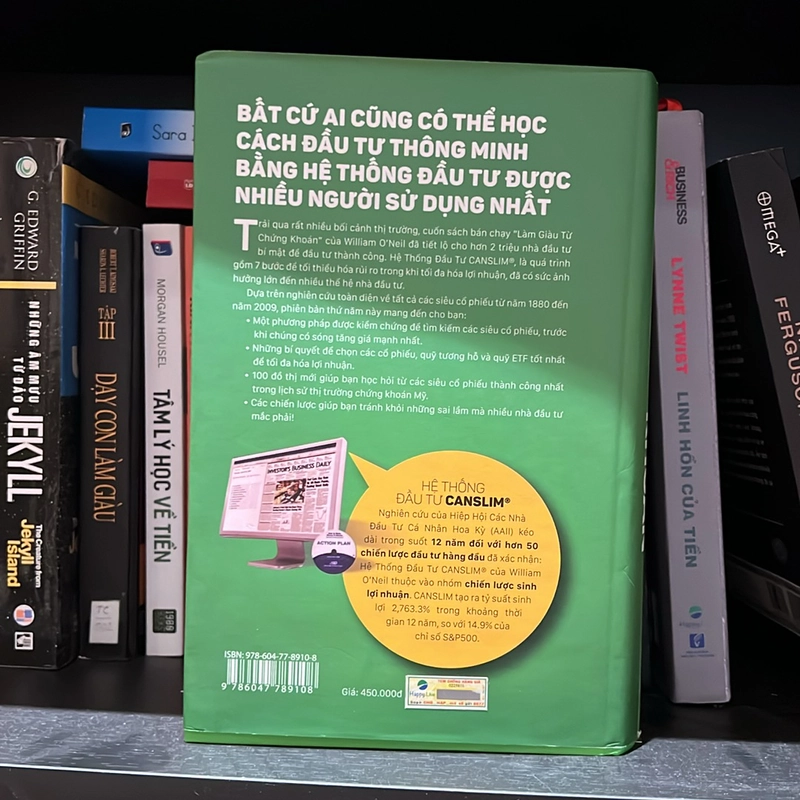 BẤT CỨ AI CŨNG CÓ THỂ HỌC
CÁCH ĐẦU TƯ THÔNG MINH
BẰNG HỆ THỐNG ĐẦU TƯ ĐƯỢC
NHIỀU NGƯỜI SỬ DỤNG NHẤT
Trải qua rất nhiều bối cảnh thị trường, cuốn sách bán chạy "Làm Giàu Từ
Chứng Khoán" của William O'Neil đã tiết lộ cho hơn 2 triệu nhà đầu tư
bí mật để đầu tư thành công. Hệ Thống Đầu Tư CANSLIM®, là quá trình
gồm 7 bước để tối thiểu hóa rủi ro trong khi tối đa hóa lợi nhuận, đã có sức ảnh
hưởng lớn đến nhiều thế hệ nhà đầu tư.
Dựa trên nghiên cứu toàn diện về tất cả các siêu cổ phiếu từ năm 1880 đến
năm 2009, phiên bản thứ năm này mang đến cho bạn:
• Một phương pháp được kiểm chứng để tìm kiếm các siêu cổ phiếu, trước
khi chúng có sóng tăng giá mạnh nhất.
• Những bí quyết để chọn các cổ phiếu, quỹ tương hỗ và quỹ ETF tốt nhất
để tối đa hóa lợi nhuận.
• 100 đồ thị mới giúp bạn học hỏi từ các siêu cổ phiếu thành công nhất
trong lịch sử thị trường chứng khoán Mỹ.
• Các chiến lược giúp bạn tránh khỏi những sai lầm mà nhiều nhà đầu tư
mắc phải!
INVESTOR'S BUSINESS DAILY
ACTION PLAN
HỆ THỐNG
ĐẦU TƯ CANSLIM®
Nghiên cứu của Hiệp Hội Các Nhà
Đầu Tư Cá Nhân Hoa Kỳ (AAII) kéo
dài trong suốt 12 năm đối với hơn 50
chiến lược đầu tư hàng đầu đã xác nhận:
Hệ Thống Đầu Tư CANSLIM® của William
O'Neil thuộc vào nhóm chiến lược sinh
lợi nhuận. CANSLIM tạo ra tỷ suất sinh
lợi 2,763.3% trong khoảng thời
gian 12 năm, so với 14.9% của
chỉ số S&P500.
ISBN: 978-604-77-8910-8
9 786047 789108
Giá: 450.000đ
Happy.Live
G. EDWARD
GRIFFIN
NHỮNG ÂM MƯU
TỪ ĐẢO
JEKYLL
The Creature from
Jekyll
Island
TẬP
III
DẠY CON LÀM GIÀU
TC
MORGAN HOUSEL
TÂM LÝ HỌC VỀ TIỀN
1980
Sara
BUSINESS
LYNNE TWIST
LINH HỒN CỦA TIỀN
OMEGA+
FERGUS